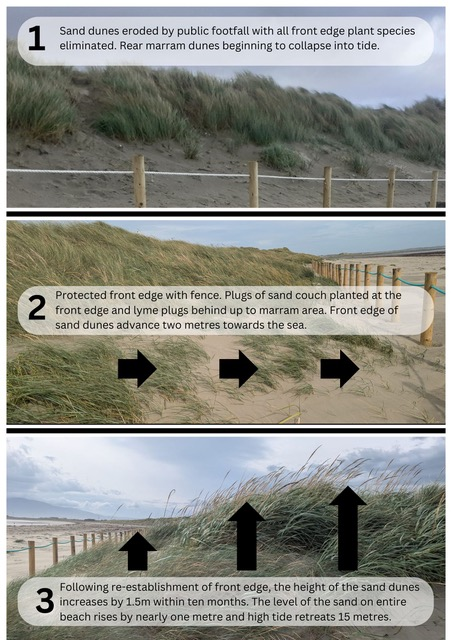 1
Sand dunes eroded by public footfall with all front edge plant species
eliminated. Rear marram dunes beginning to collapse into tide.
2
Protected front edge with fence. Plugs of sand couch planted at the
front edge and lyme plugs behind up to marram area. Front edge of
sand dunes advance two metres towards the sea.
3
Following re-establishment of front edge, the height of the sand dunes
increases by 1.5m within ten months. The level of the sand on entire
beach rises by nearly one metre and high tide retreats 15 metres.